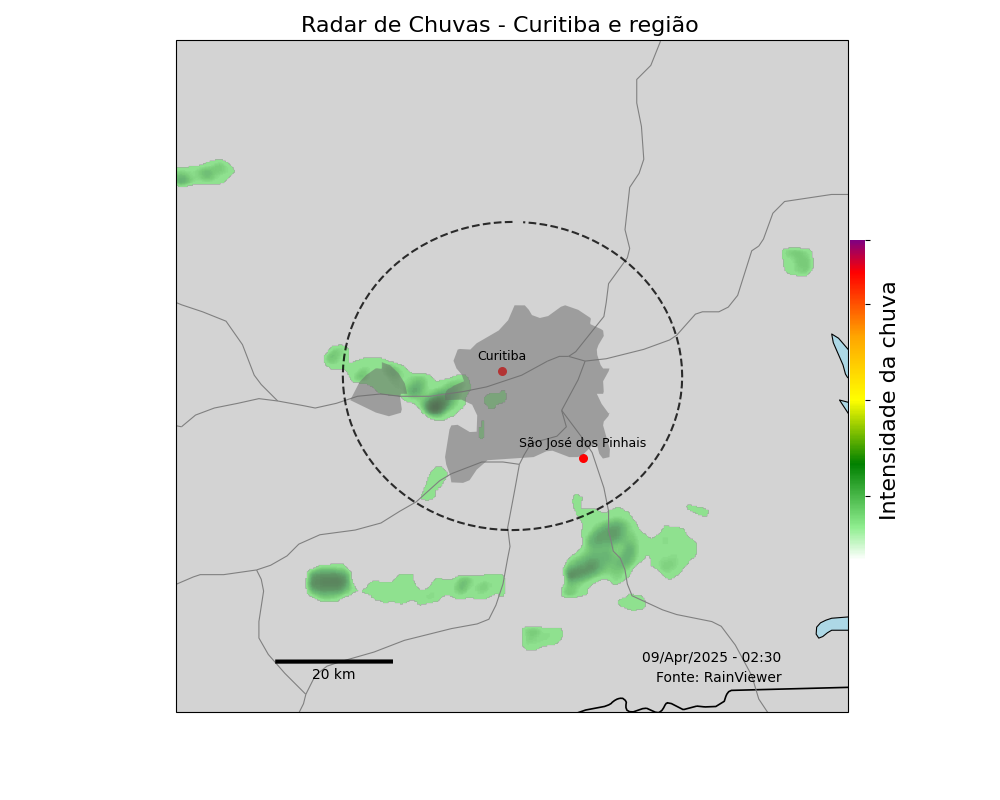 Radar de Chuvas - Curitiba e região
Curitiba
São José dos Pinhais
Intensidade da chuva
20 km
09/Apr/2025 - 02:30
Fonte: RainViewer